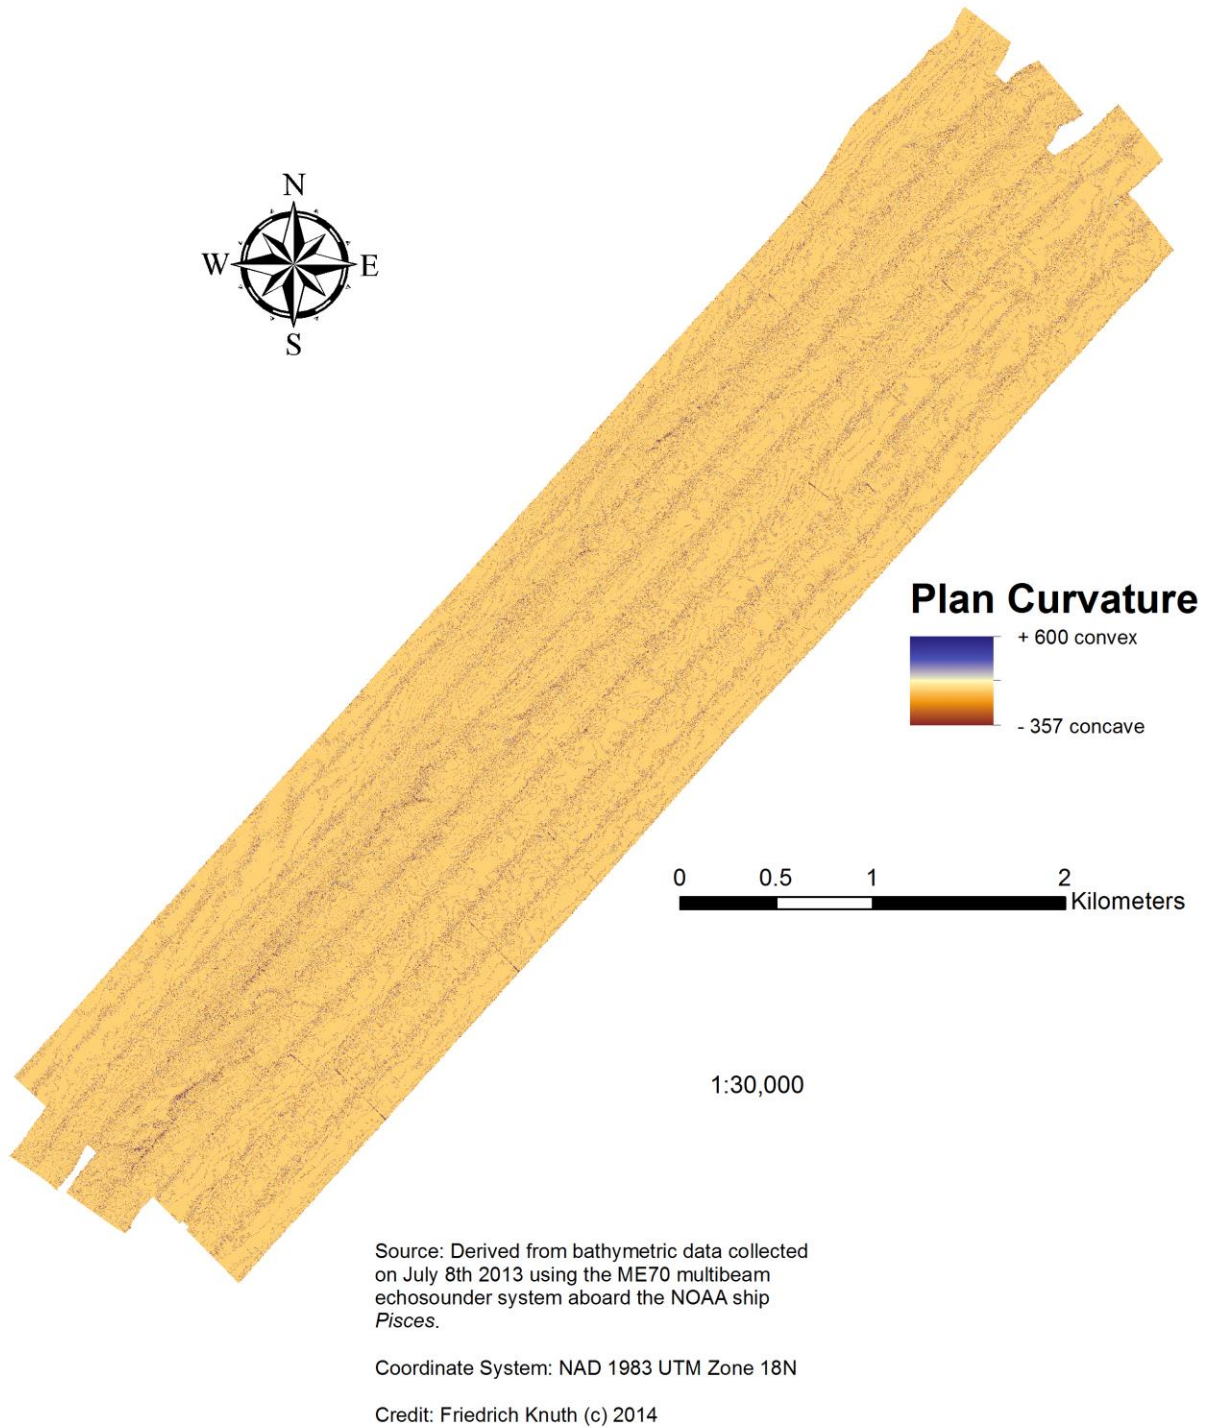 N
W E
S
Plan Curvature
+ 600 convex
- 357 concave
0 0.5 1 2
Kilometers
1:30,000
Source: Derived from bathymetric data collected
on July 8th 2013 using the ME70 multibeam
echosounder system aboard the NOAA ship
Pisces.
Coordinate System: NAD 1983 UTM Zone 18N
Credit: Friedrich Knuth (c) 2014